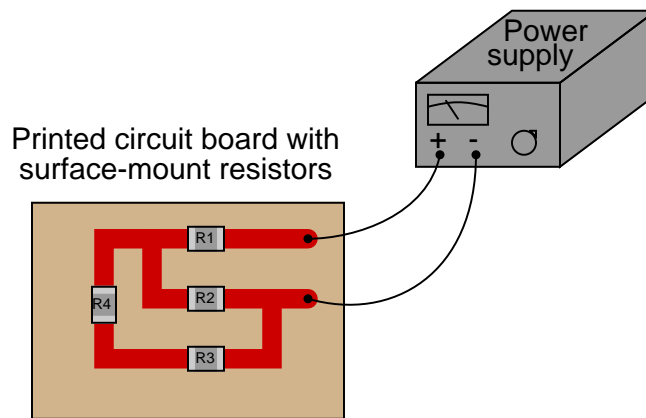 Power
supply
+ -
Printed circuit board with
surface-mount resistors
R1
R2
R4
R3